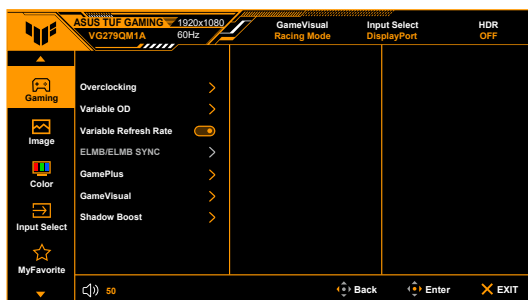 ASUS TUF GAMING 1920x1080
VG279QM1A 60Hz
GameVisual
Racing Mode
Input Select
DisplayPort
HDR
OFF
Gaming
Image
Color
Input Select
MyFavorite
Overclocking
Variable OD
Variable Refresh Rate
ELMB/ELMB SYNC
GamePlus
GameVisual
Shadow Boost
50
Back
Enter
EXIT